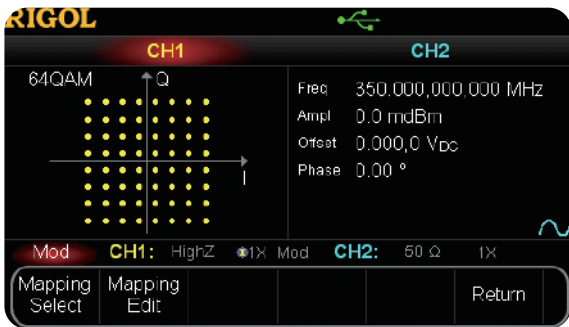 RIGOL
CH1 CH2
64QAM Q
I
Freq 350.000,000,000 MHz
Ampl 0.0 mdBm
Offset 0.000,0 VDC
Phase 0.00 °
Mod CH1: HighZ 1X Mod CH2: 50 Ω 1X
Mapping Select
Mapping Edit
Return